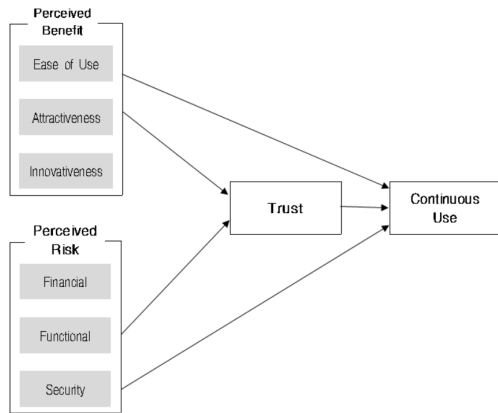 Perceived
Benefit
Ease of Use
Attractiveness
Innovativeness
Perceived
Risk
Financial
Functional
Security
Trust
Continuous
Use